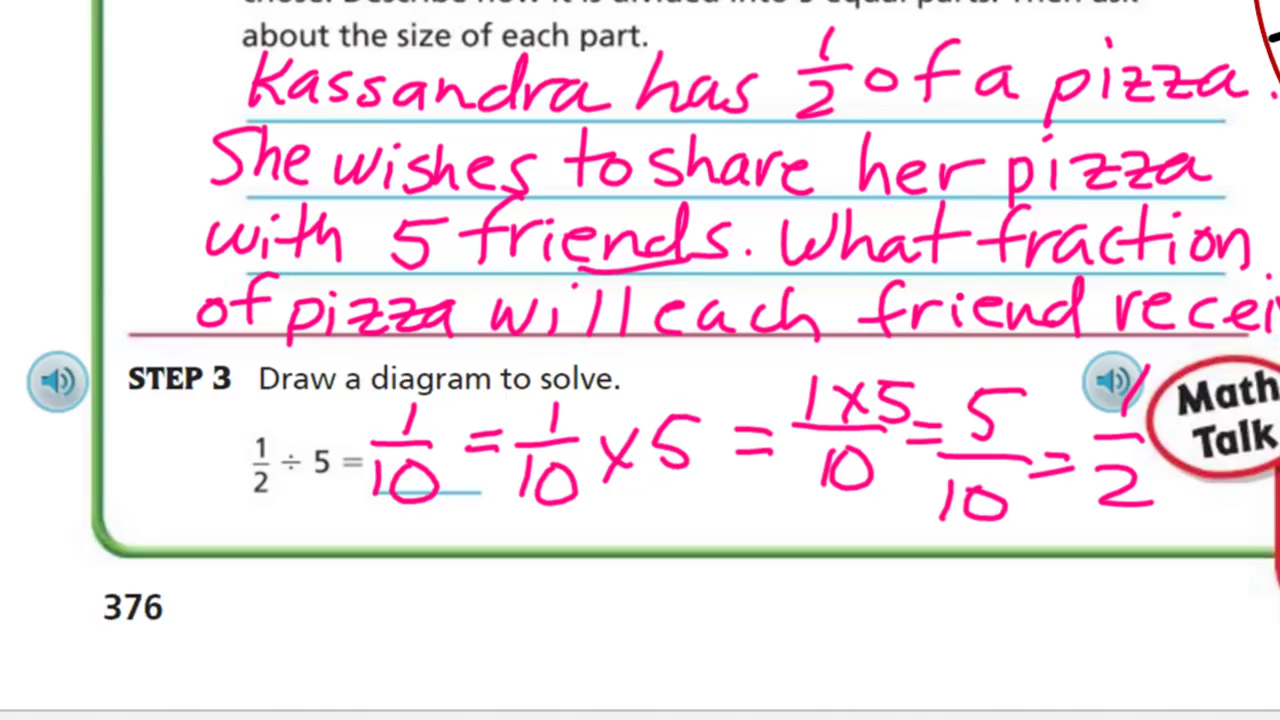 about the size of each part.
Kassandra has 1/2 of a pizza.
She wishes to share her pizza
with 5 friends. What fraction
of pizza will each friend recei
STEP 3 Draw a diagram to solve.
1/2 ÷ 5 = 1/10 = 1/10 × 5 = 1×5/10 = 5/10 = 1/2
Math
Talk
376